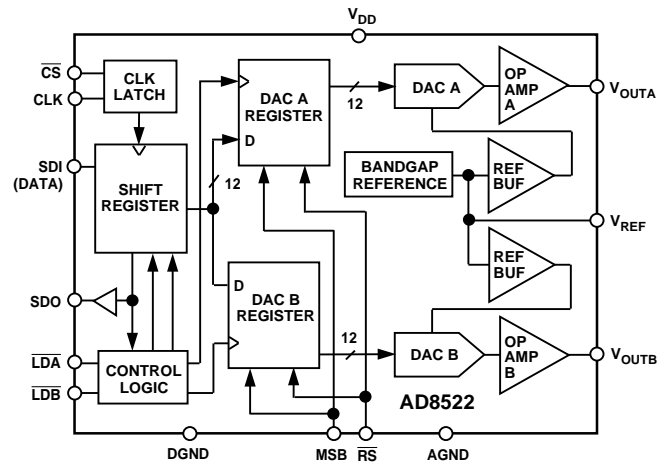 VDD
CS
CLK
CLK
LATCH
SDI
(DATA)
SHIFT
REGISTER
SDO
LDA
LDB
CONTROL
LOGIC
12
DAC A
REGISTER
D
12
DAC A
OP
AMP
A
VOUTA
BANDGAP
REFERENCE
REF
BUF
VREF
REF
BUF
D
DAC B
REGISTER
12
DAC B
OP
AMP
B
VOUTB
AD8522
DGND
MSB
RS
AGND